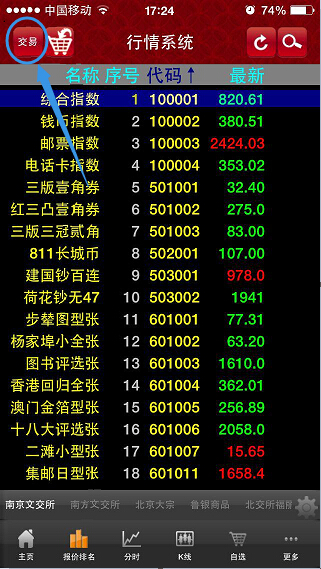 中国移动 17:24 74%
交易 行情系统
名称 序号 代码↑ 最新
综合指数 1 100001 820.61
钱币指数 2 100002 380.51
邮票指数 3 100003 2424.03
电话卡指数 4 100004 353.02
三版壹角券 5 501001 32.40
红三凸壹角券 6 501002 275.0
三版三冠贰角 7 501003 83.00
811长城币 8 502001 107.00
建国钞百连 9 503001 978.0
荷花钞无47 10 503002 1941
步辇图型张 11 601001 77.31
杨家埠小全张 12 601002 63.20
图书评选张 13 601003 1610.0
香港回归全张 14 601004 362.01
澳门金箔型张 15 601005 256.89
十八大评选张 16 601006 2058.0
二滩小型张 17 601007 15.65
集邮日型张 18 601011 1658.4
南京文交所 南方文交所 北京大宗 鲁银商品 北交所福丽
主页 报价排名 分时 K线 自选 更多